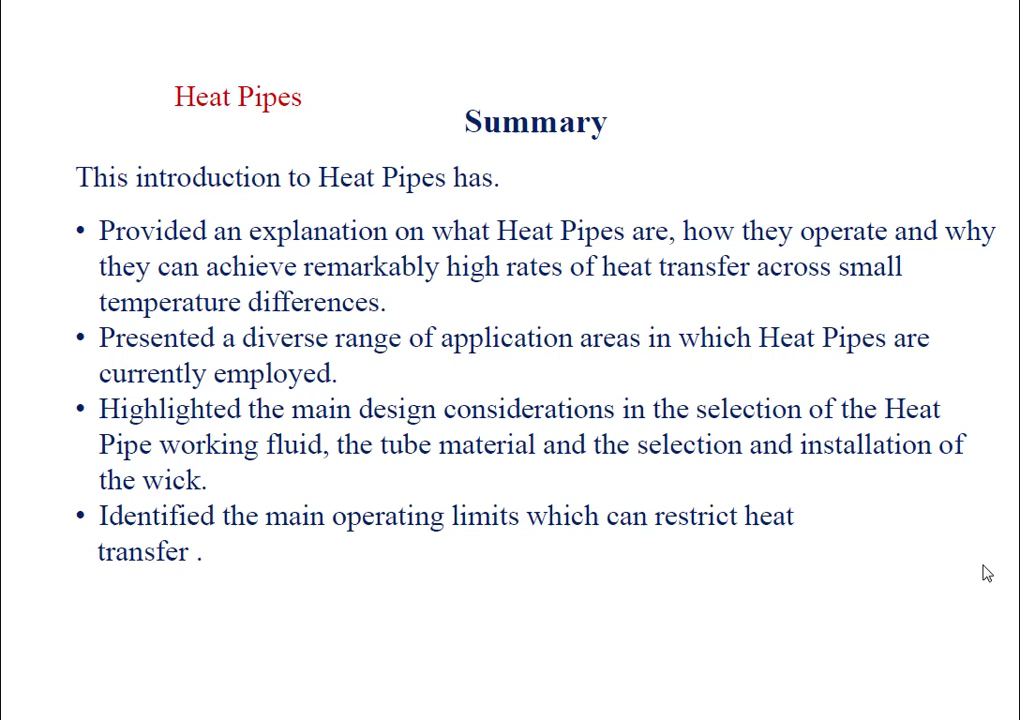 Heat Pipes
Summary
This introduction to Heat Pipes has.
• Provided an explanation on what Heat Pipes are, how they operate and why
they can achieve remarkably high rates of heat transfer across small
temperature differences.
• Presented a diverse range of application areas in which Heat Pipes are
currently employed.
• Highlighted the main design considerations in the selection of the Heat
Pipe working fluid, the tube material and the selection and installation of
the wick.
• Identified the main operating limits which can restrict heat
transfer .